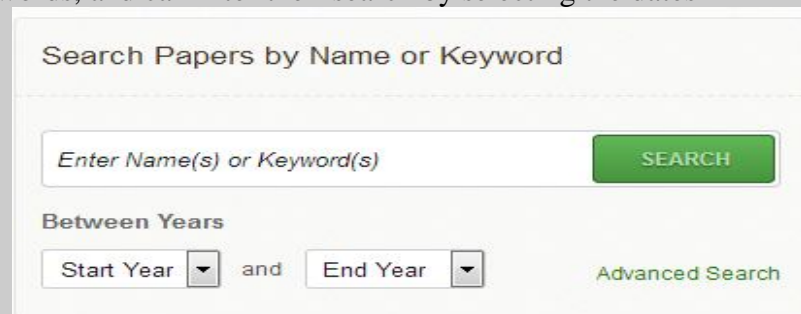 Search Papers by Name or Keyword
Enter Name(s) or Keyword(s) SEARCH
Between Years
Start Year and End Year Advanced Search